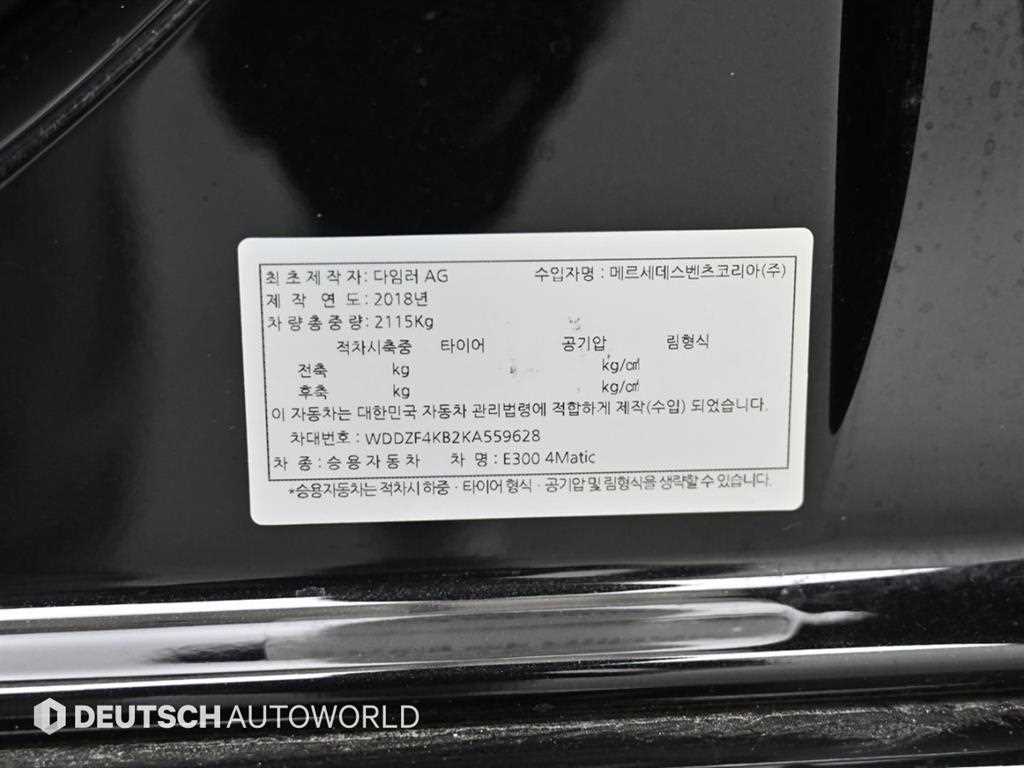 최초제작자: 다임러 AG 수입자명 : 메르세데스벤츠코리아(주)
제 작 연 도: 2018년
차량총중량: 2115Kg
적차시축중 타이어 공기압 림형식
전축 kg kg/㎠
후축 kg kg/㎠
이 자동차는 대한민국 자동차 관리법령에 적합하게 제작(수입) 되었습니다.
차대번호: WDDZF4KB2KA559628
차 종: 승용자동차 차 명: E300 4Matic
*승용자동차는 적차시 하중 · 타이어 형식 · 공기압 및 림형식을 생략할 수 있습니다.
DEUTSCH AUTOWORLD